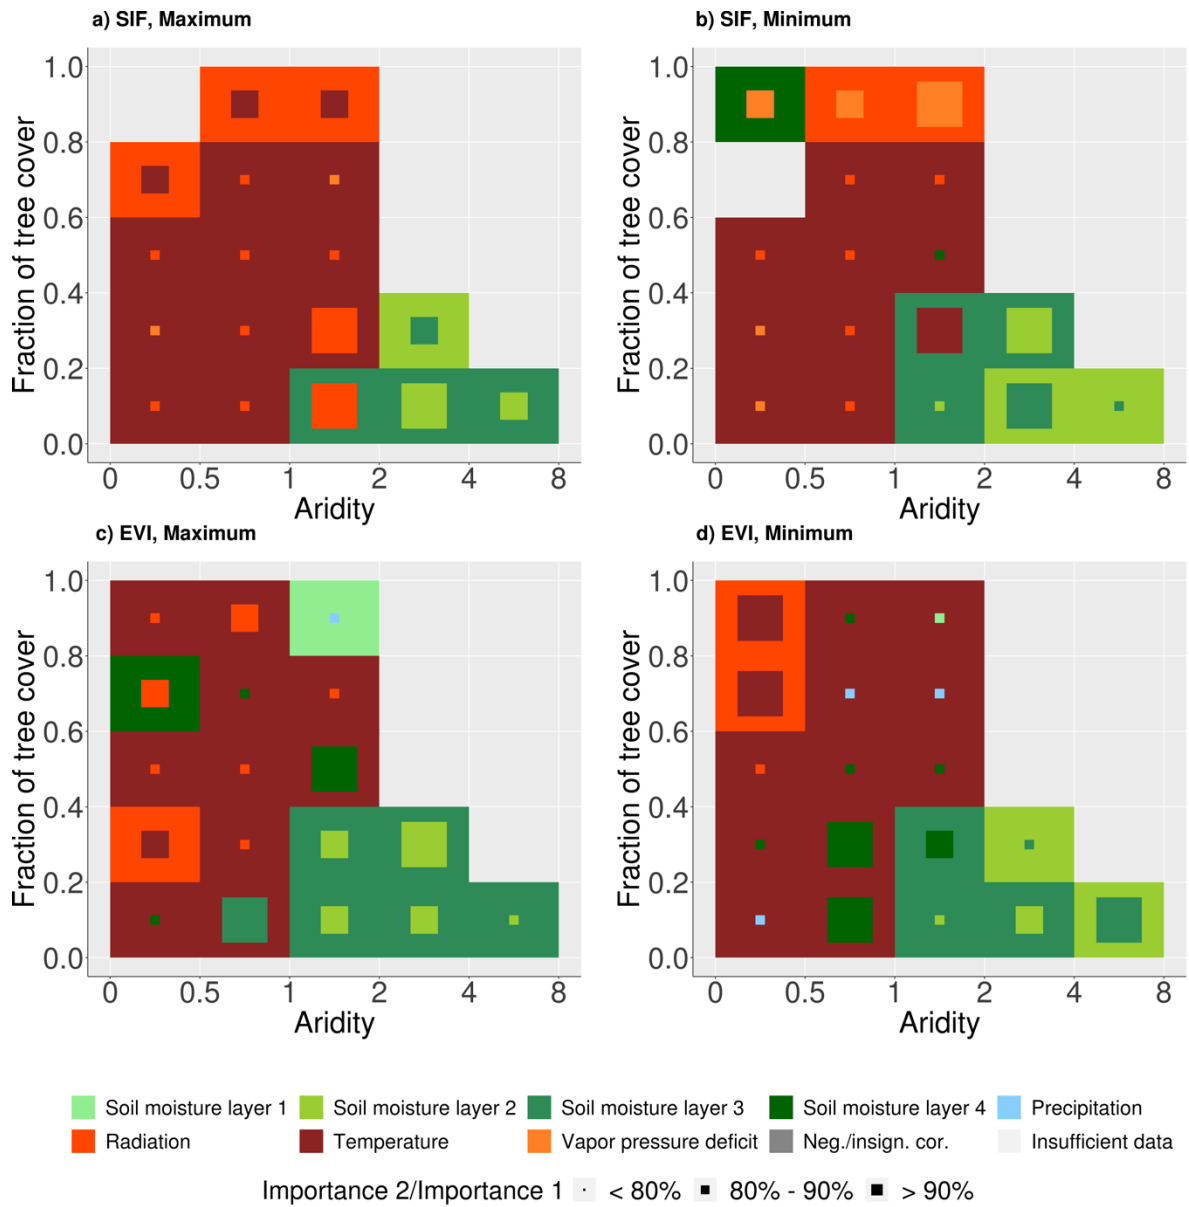 a) SIF, Maximum
b) SIF, Minimum
Fraction of tree cover
1.0
0.8
0.6
0.4
0.2
0.0
0 0.5 1 2 4 8
Aridity
Fraction of tree cover
1.0
0.8
0.6
0.4
0.2
0.0
0 0.5 1 2 4 8
Aridity
c) EVI, Maximum
d) EVI, Minimum
Fraction of tree cover
1.0
0.8
0.6
0.4
0.2
0.0
0 0.5 1 2 4 8
Aridity
Fraction of tree cover
1.0
0.8
0.6
0.4
0.2
0.0
0 0.5 1 2 4 8
Aridity
Soil moisture layer 1 Soil moisture layer 2 Soil moisture layer 3 Soil moisture layer 4 Precipitation
Radiation Temperature Vapor pressure deficit Neg./insign. cor. Insufficient data
Importance 2/Importance 1 < 80% 80% - 90% > 90%